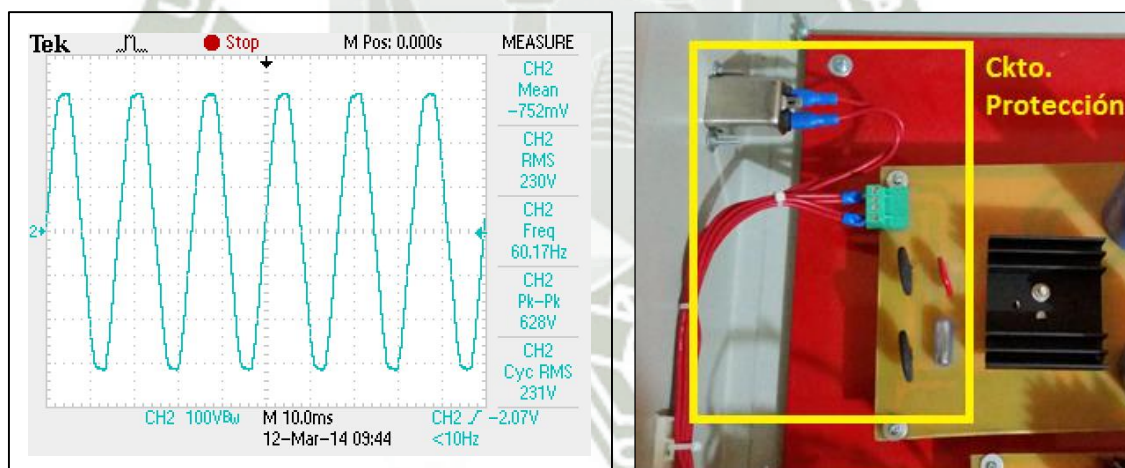 Tek Stop M Pos: 0.000s MEASURE
CH2
Mean
-752mV
CH2
RMS
230V
CH2
Freq
60.17Hz
CH2
Pk-Pk
628V
CH2
Cyc RMS
231V
2
CH2 100VBw M 10.0ms CH2 -2.07V
12-Mar-14 09:44 <10Hz
Ckto.
Protección